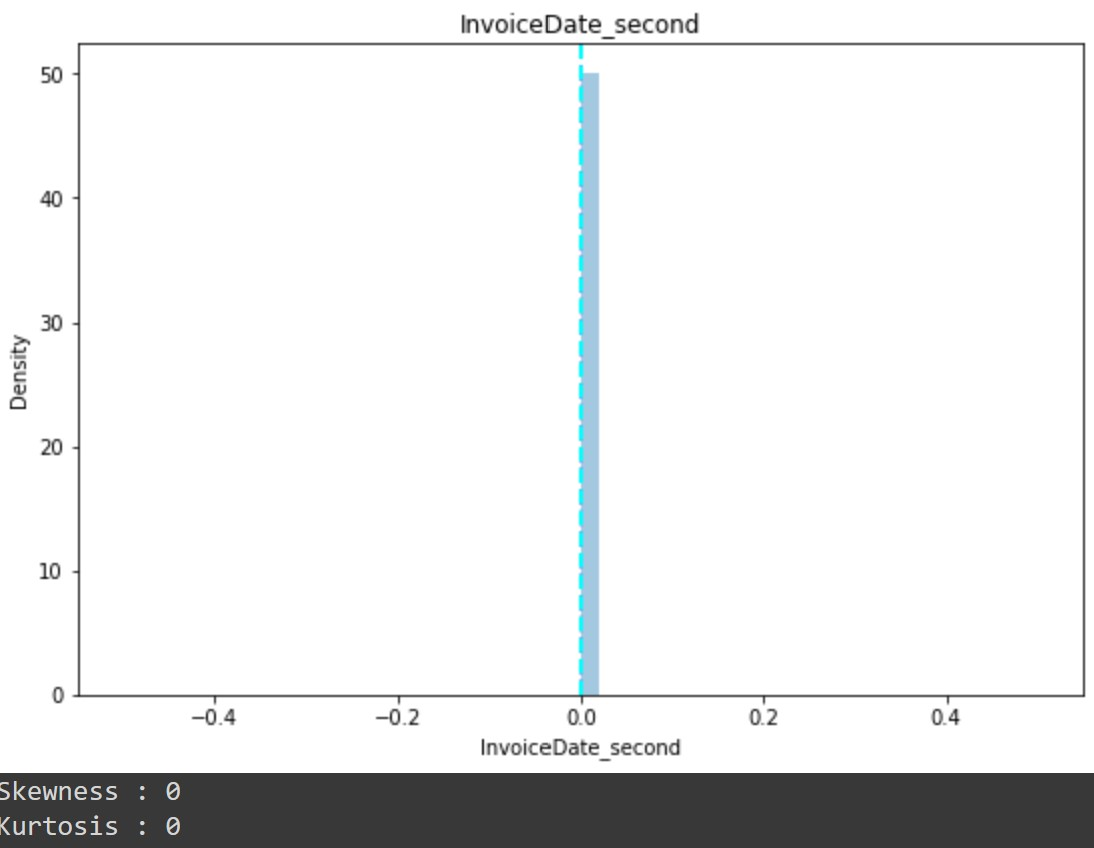 InvoiceDate_second
50
40
30
20
10
0
Density
−0.4 −0.2 0.0 0.2 0.4
InvoiceDate_second
Skewness : 0
Kurtosis : 0